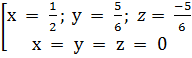 [x = 1/2; y = 5/6; z = -5/6
x = y = z = 0